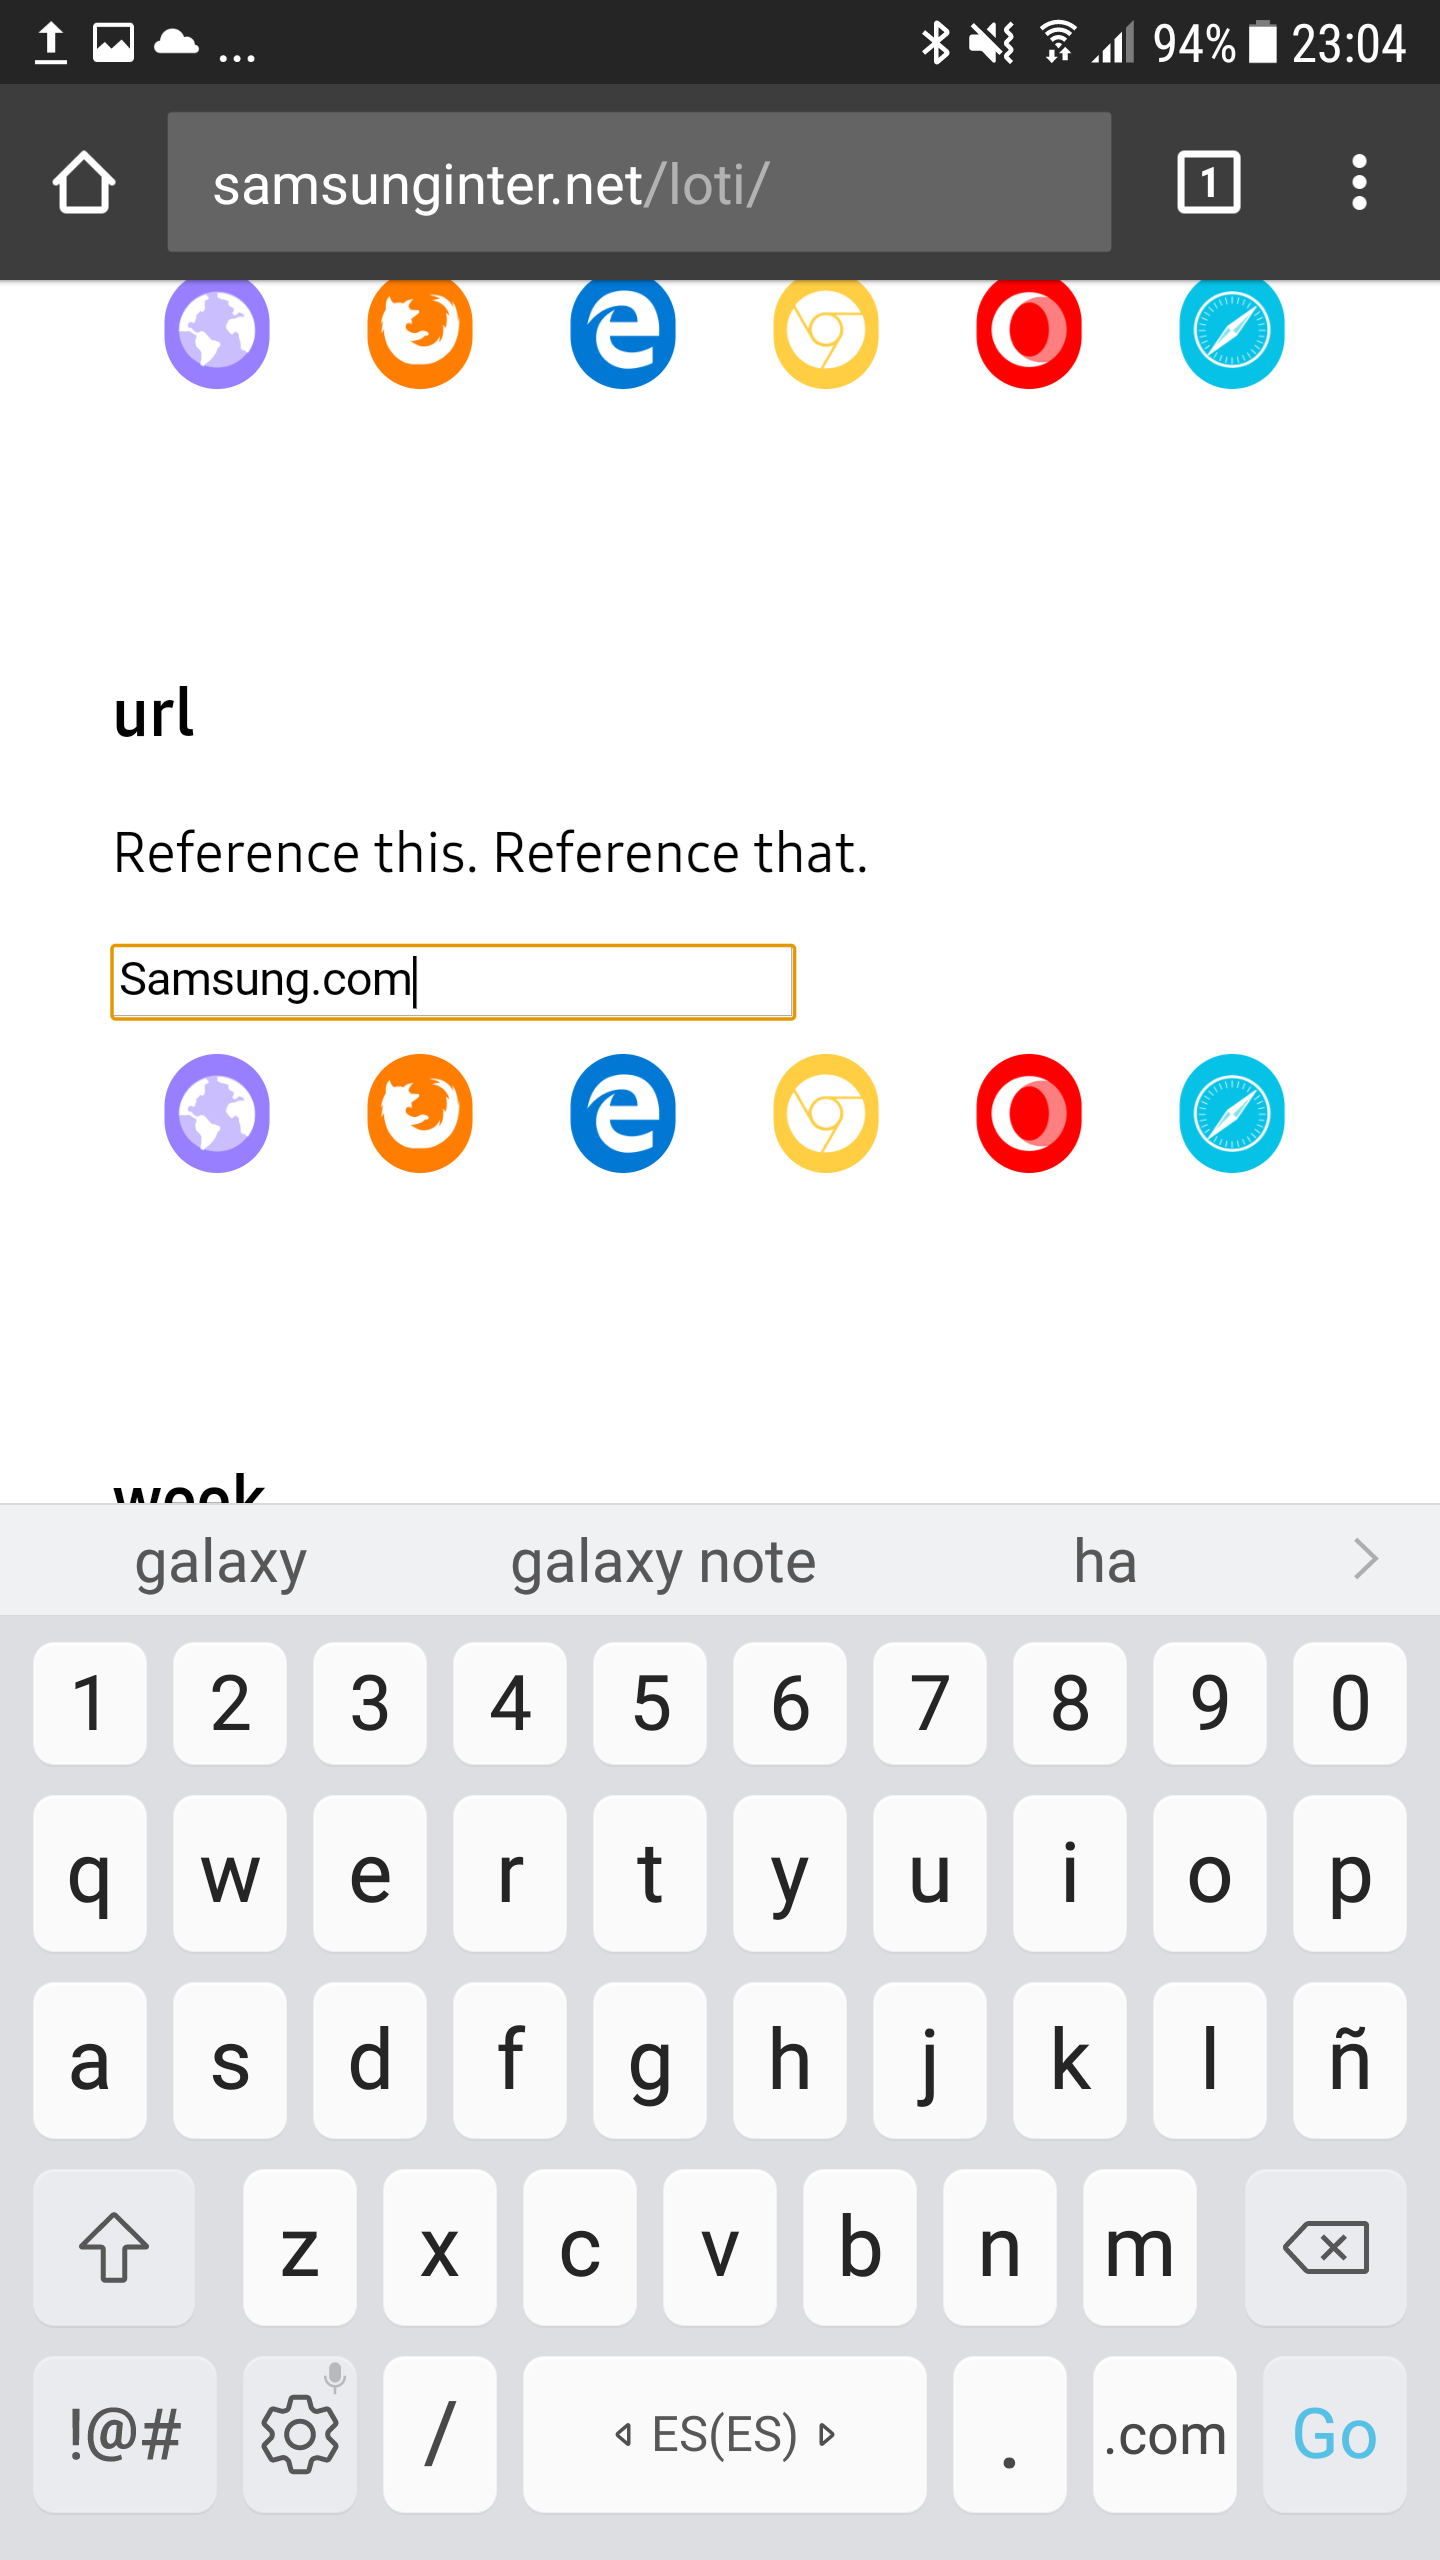 ... 94% 23:04
samsunginter.net/loti/ 1
url
Reference this. Reference that.
Samsung.com
week
galaxy galaxy note ha
1 2 3 4 5 6 7 8 9 0
q w e r t y u i o p
a s d f g h j k l ñ
z x c v b n m
!@# / ES(ES) . .com Go